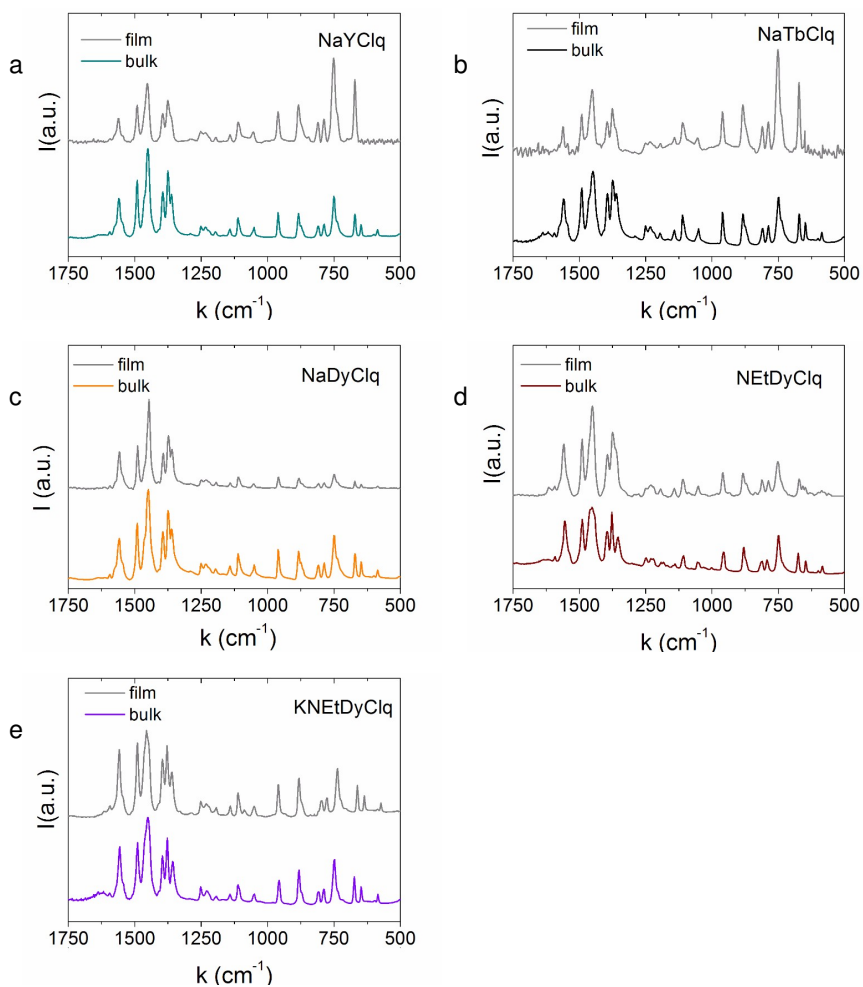 a
film
bulk
NaYClq
I(a.u.)
1750 1500 1250 1000 750 500
k (cm-1)
b
film
bulk
NaTbClq
I(a.u.)
1750 1500 1250 1000 750 500
k (cm-1)
c
film
bulk
NaDyClq
I (a.u.)
1750 1500 1250 1000 750 500
k (cm-1)
d
film
bulk
NEtDyClq
I(a.u.)
1750 1500 1250 1000 750 500
k (cm-1)
e
film
bulk
KNEtDyClq
I(a.u.)
1750 1500 1250 1000 750 500
k (cm-1)